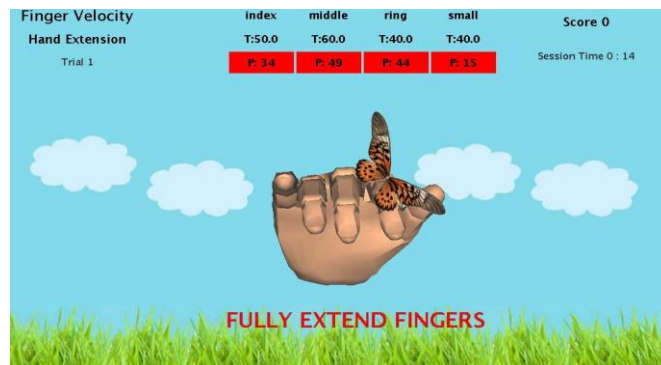 Finger Velocity
Hand Extension
Trial 1
index middle ring small
T:50.0 T:60.0 T:40.0 T:40.0
P: 34 P: 49 P: 44 P: 15
Score 0
Session Time 0 : 14
FULLY EXTEND FINGERS